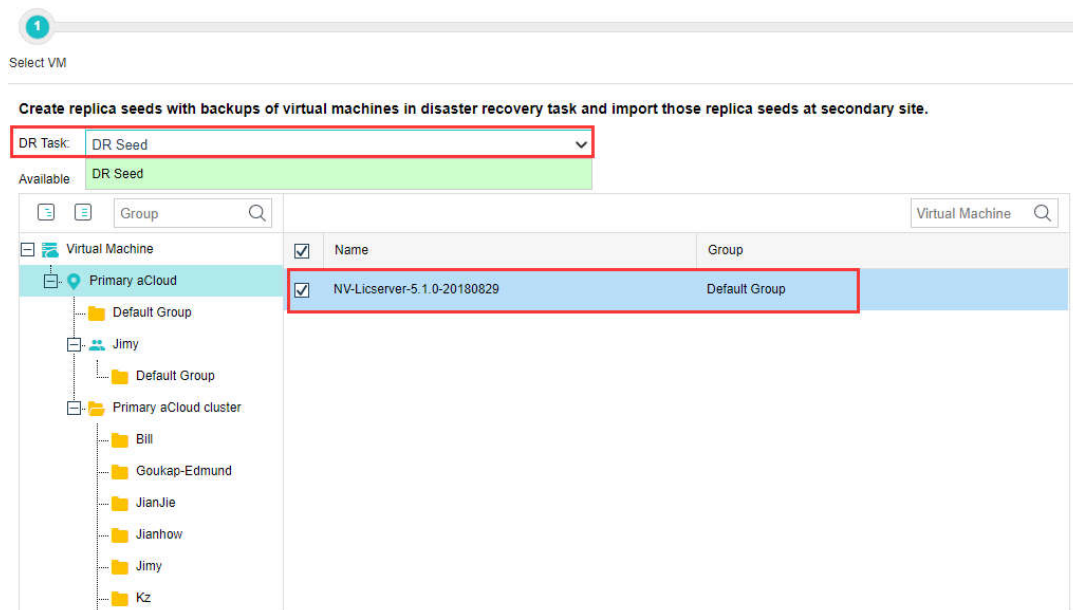 1
Select VM
Create replica seeds with backups of virtual machines in disaster recovery task and import those replica seeds at secondary site.
DR Task: DR Seed
DR Seed
Available
Group
Virtual Machine
Virtual Machine
Name Group
Primary aCloud
NV-Licserver-5.1.0-20180829 Default Group
Default Group
Jimy
Default Group
Primary aCloud cluster
Bill
Goukap-Edmund
JianJie
Jianhow
Jimy
Kz